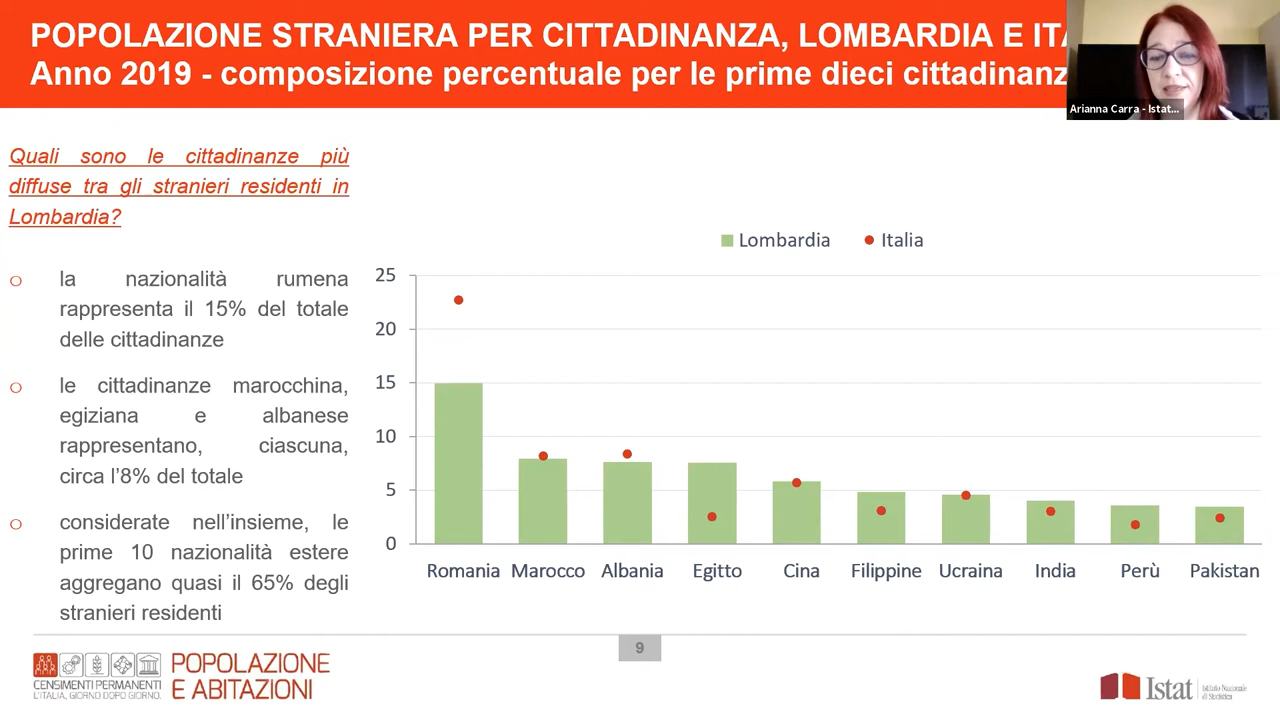 POPOLAZIONE STRANIERA PER CITTADINANZA, LOMBARDIA E ITA
Anno 2019 - composizione percentuale per le prime dieci cittadinanz
Arianna Carra - Istat...
Quali sono le cittadinanze più
diffuse tra gli stranieri residenti in
Lombardia?
o la nazionalità rumena
rappresenta il 15% del totale
delle cittadinanze
o le cittadinanze marocchina,
egiziana e albanese
rappresentano, ciascuna,
circa l'8% del totale
o considerate nell'insieme, le
prime 10 nazionalità estere
aggregano quasi il 65% degli
stranieri residenti
Lombardia Italia
25
20
15
10
5
0
Romania Marocco Albania Egitto Cina Filippine Ucraina India Perù Pakistan
9
CENSIMENTI PERMANENTI
L'ITALIA, GIORNO DOPO GIORNO.
POPOLAZIONE
E ABITAZIONI
Istat
Istituto Nazionale
di Statistica